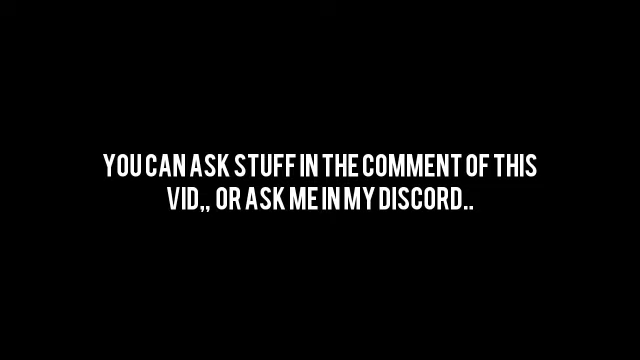 YOU CAN ASK STUFF IN THE COMMENT OF THIS
VID,, OR ASK ME IN MY DISCORD..